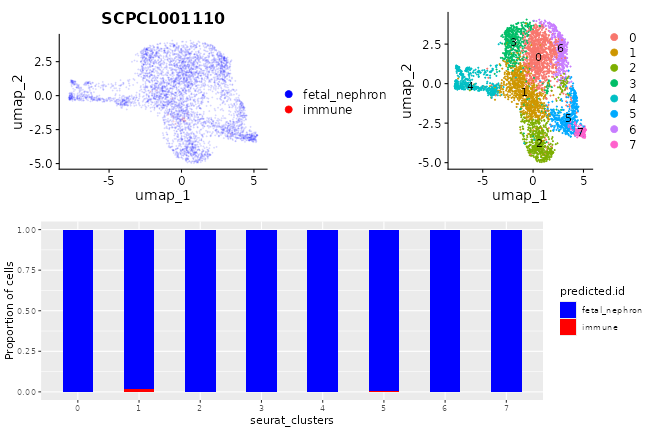 SCPCL001110
2.5
0.0
-2.5
-5.0
umap_2
-5
0
5
umap_1
fetal_nephron
immune
2.5
0.0
-2.5
-5.0
umap_2
3
6
0
4
1
5
7
2
-5
0
5
umap_1
0
1
2
3
4
5
6
7
1.00
0.75
0.50
0.25
0.00
Proportion of cells
0 1 2 3 4 5 6 7
seurat_clusters
predicted.id
fetal_nephron
immune